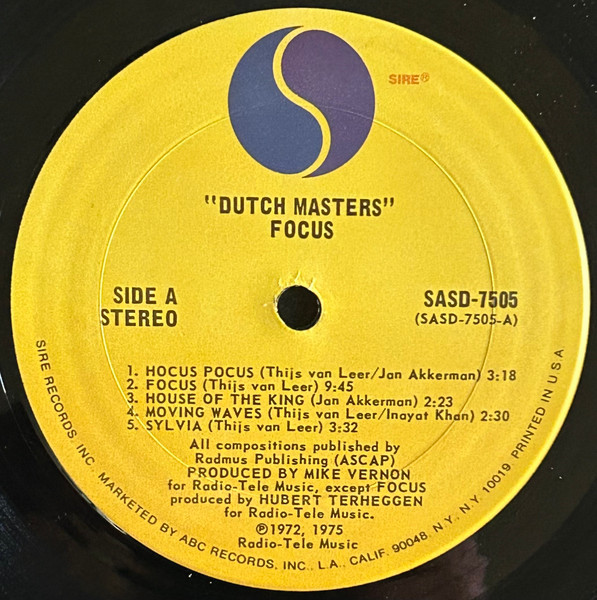 SIRE®
"DUTCH MASTERS"
FOCUS
SIDE A
STEREO
SASD-7505
(SASD-7505-A)
1. HOCUS POCUS (Thijs van Leer/Jan Akkerman) 3:18
2. FOCUS (Thijs van Leer) 9:45
3. HOUSE OF THE KING (Jan Akkerman) 2:23
4. MOVING WAVES (Thijs van Leer/Inayat Khan) 2:30
5. SYLVIA (Thijs van Leer) 3:32
All compositions published by
Radmus Publishing (ASCAP)
PRODUCED BY MIKE VERNON
for Radio-Tele Music, except FOCUS
produced by HUBERT TERHEGGEN
for Radio-Tele Music.
℗1972, 1975
Radio-Tele Music
SIRE RECORDS, INC. MARKETED BY ABC RECORDS, INC., L.A., CALIF. 90048, N.Y., N.Y. 10019 PRINTED IN U.S.A.